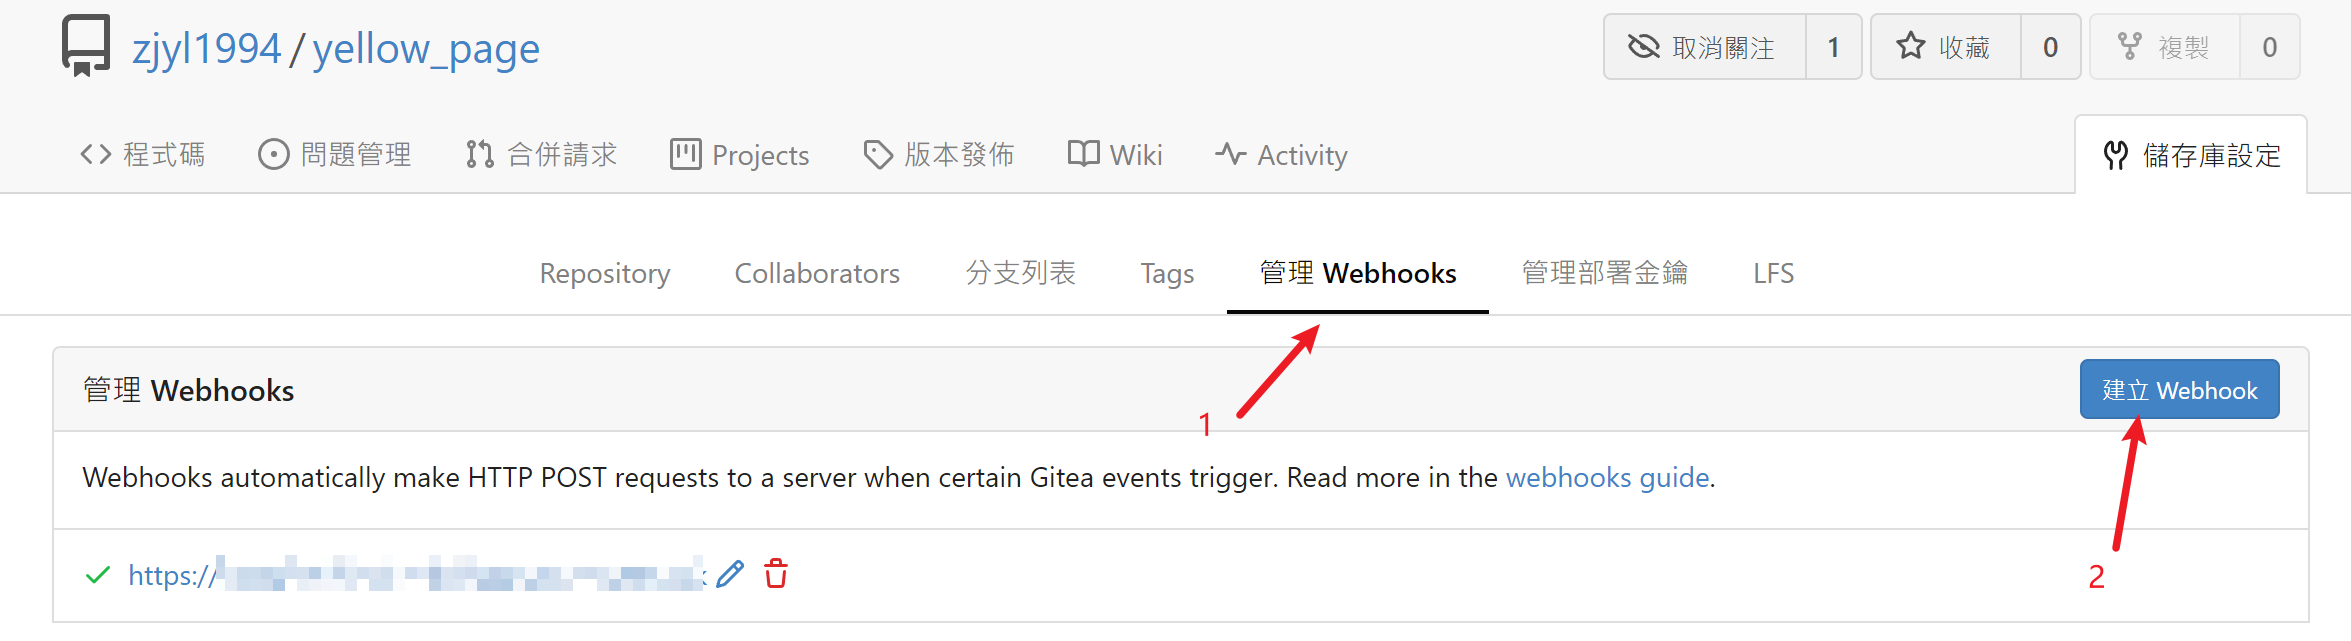 zjyl1994 / yellow_page
取消關注 1 收藏 0 複製 0
程式碼 問題管理 合併請求 Projects 版本發佈 Wiki Activity 儲存庫設定
Repository Collaborators 分支列表 Tags 管理 Webhooks 管理部署金鑰 LFS
管理 Webhooks
建立 Webhook
1
Webhooks automatically make HTTP POST requests to a server when certain Gitea events trigger. Read more in the webhooks guide.
https://
2